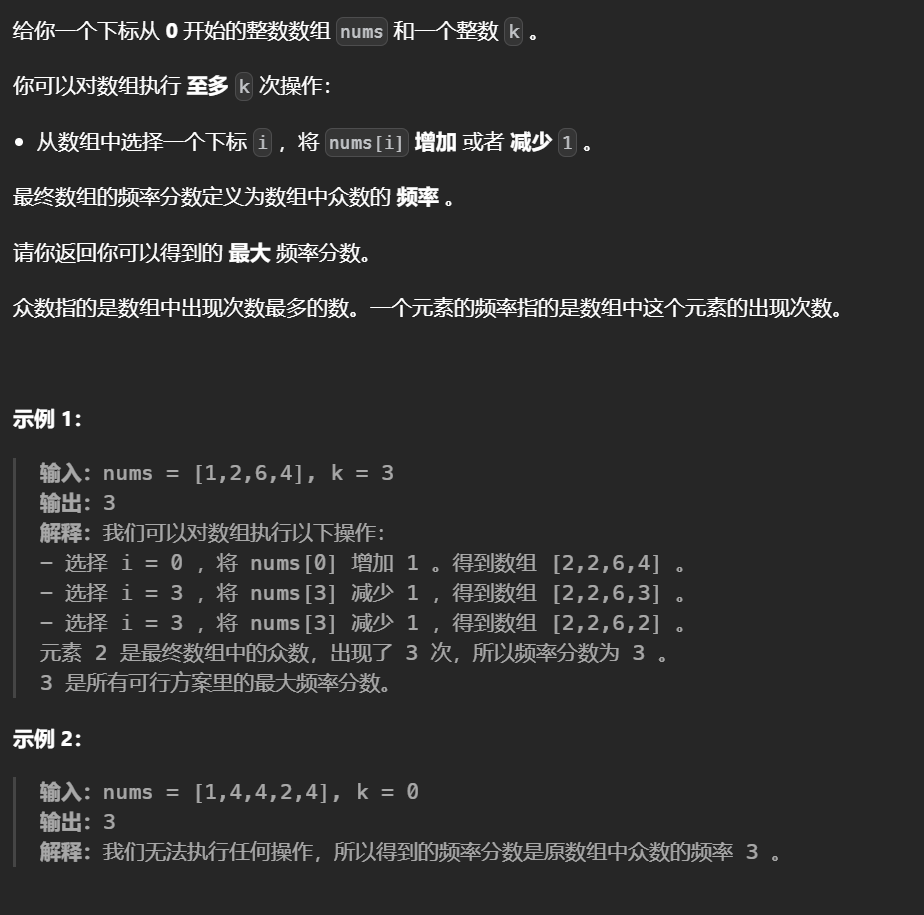 给你一个下标从 0 开始的整数数组 nums 和一个整数 k 。
你可以对数组执行 至多 k 次操作：
• 从数组中选择一个下标 i ，将 nums[i] 增加 或者 减少 1 。
最终数组的频率分数定义为数组中众数的 频率 。
请你返回你可以得到的 最大 频率分数。
众数指的是数组中出现次数最多的数。一个元素的频率指的是数组中这个元素的出现次数。
示例 1：
输入：nums = [1,2,6,4], k = 3
输出：3
解释：我们可以对数组执行以下操作：
- 选择 i = 0 ，将 nums[0] 增加 1 。得到数组 [2,2,6,4] 。
- 选择 i = 3 ，将 nums[3] 减少 1 ，得到数组 [2,2,6,3] 。
- 选择 i = 3 ，将 nums[3] 减少 1 ，得到数组 [2,2,6,2] 。
元素 2 是最终数组中的众数，出现了 3 次，所以频率分数为 3 。
3 是所有可行方案里的最大频率分数。
示例 2：
输入：nums = [1,4,4,2,4], k = 0
输出：3
解释：我们无法执行任何操作，所以得到的频率分数是原数组中众数的频率 3 。